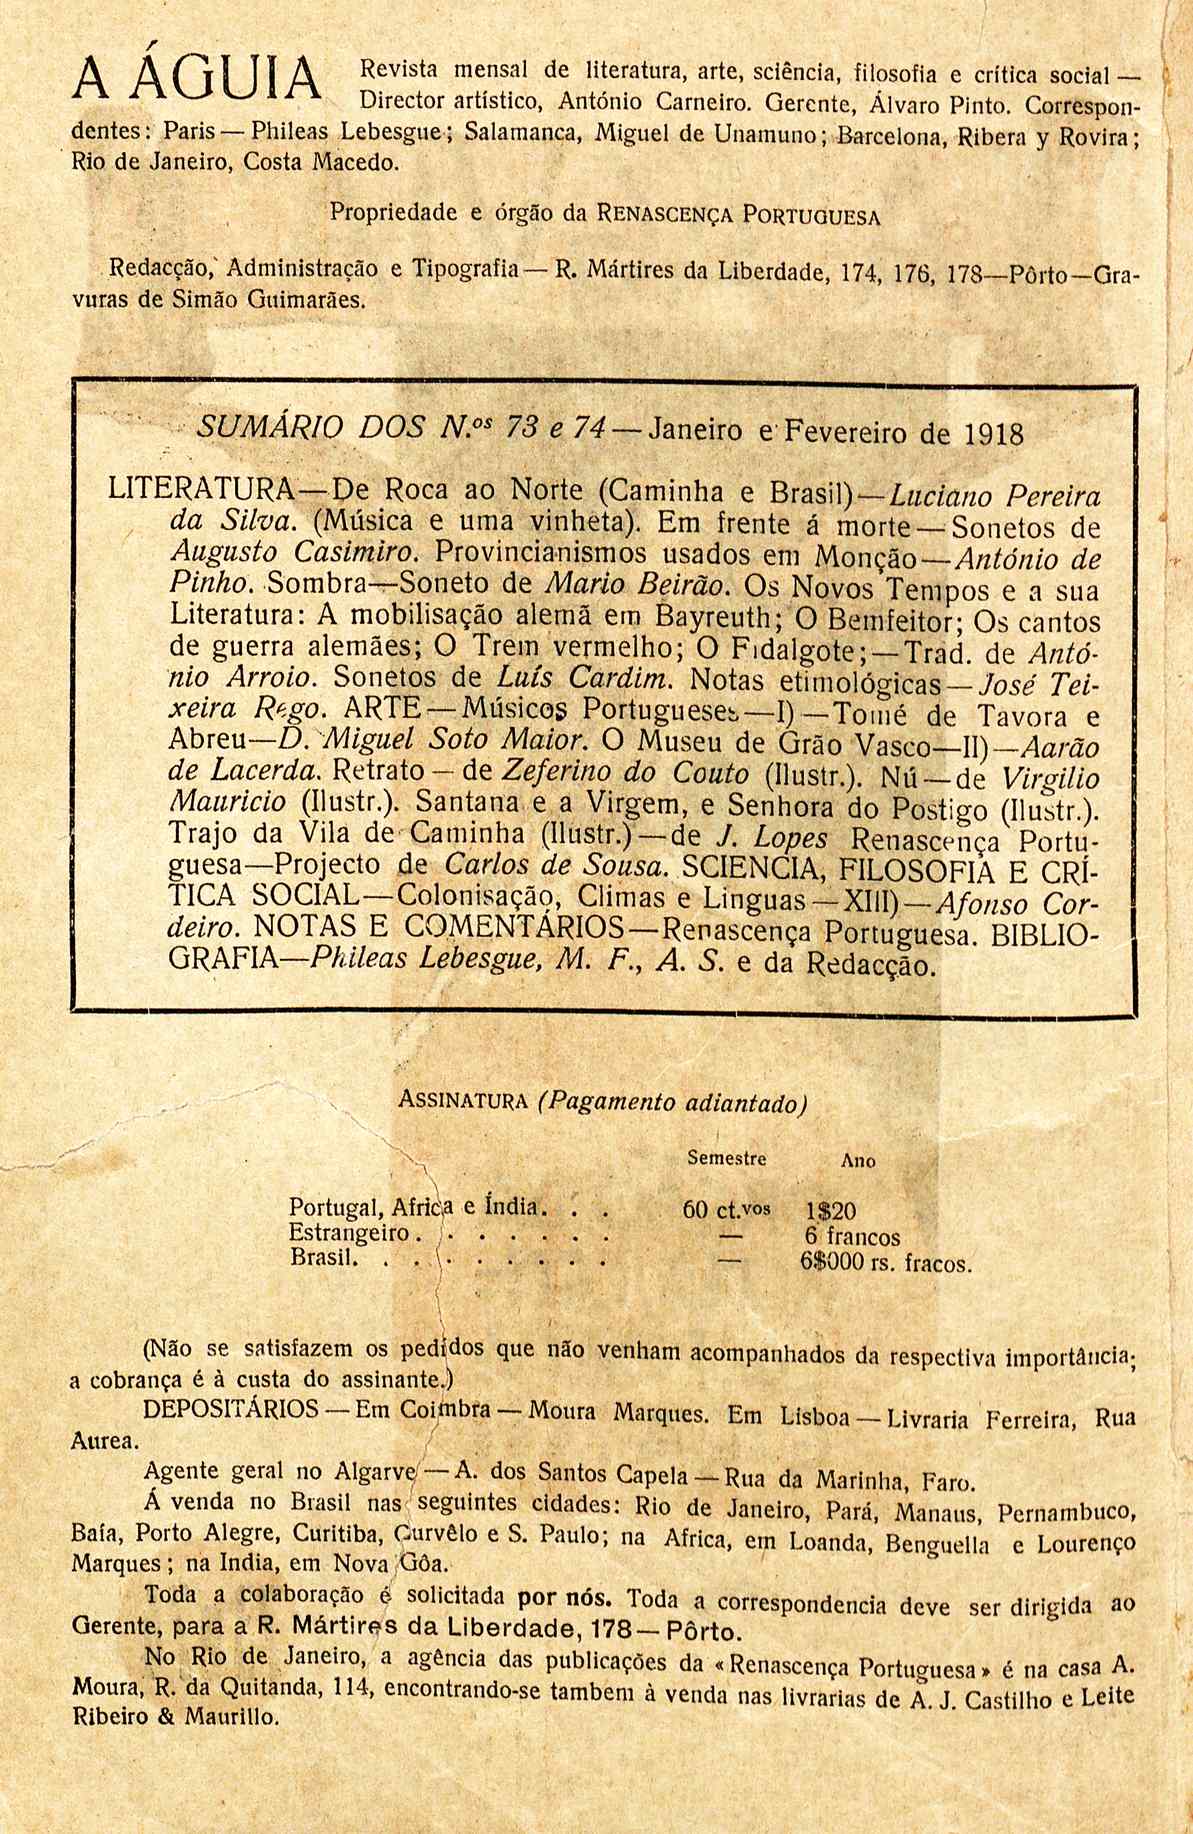 A ÁGUIA Revista mensal de literatura, arte, sciência, filosofia e crítica social —
Director artístico, António Carneiro. Gerente, Álvaro Pinto. Correspon-
dentes: Paris — Phileas Lebesgue; Salamanca, Miguel de Unamuno; Barcelona, Ribera y Rovira;
Rio de Janeiro, Costa Macedo.
Propriedade e órgão da RENASCENÇA PORTUGUESA
Redacção, Administração e Tipografia — R. Mártires da Liberdade, 174, 176, 178—Pôrto—Gra-
vuras de Simão Guimarães.
SUMÁRIO DOS N.os 73 e 74 — Janeiro e Fevereiro de 1918
LITERATURA—De Roca ao Norte (Caminha e Brasil)—Luciano Pereira
da Silva. (Música e uma vinheta). Em frente á morte — Sonetos de
Augusto Casimiro. Provincianismos usados em Monção—António de
Pinho. Sombra—Soneto de Mario Beirão. Os Novos Tempos e a sua
Literatura: A mobilisação alemã em Bayreuth; O Bemfeitor; Os cantos
de guerra alemães; O Trem vermelho; O Fidalgote;—Trad. de Antó-
nio Arroio. Sonetos de Luís Cardim. Notas etimológicas—José Tei-
xeira Rego. ARTE—Músicos Portugueses—I)—Tomé de Tavora e
Abreu—D. Miguel Soto Maior. O Museu de Grão Vasco—II)—Aarão
de Lacerda. Retrato – de Zeferino do Couto (Ilustr.). Nú — de Virgilio
Mauricio (Ilustr.). Santana e a Virgem, e Senhora do Postigo (Ilustr.).
Trajo da Vila de Caminha (Ilustr.)—de J. Lopes Renascença Portu-
guesa—Projecto de Carlos de Sousa. SCIENCIA, FILOSOFIA E CRÍ-
TICA SOCIAL—Colonisação, Climas e Linguas—XIII)—Afonso Cor-
deiro. NOTAS E COMENTÁRIOS—Renascença Portuguesa. BIBLIO-
GRAFIA—Phileas Lebesgue, M. F., A. S. e da Redacção.
ASSINATURA (Pagamento adiantado)
Semestre Ano
Portugal, Africa e Índia. . . 60 ct.vos 1$20
Estrangeiro . . . . . . . — 6 francos
Brasil. . . . . . . . . — 6$000 rs. fracos.
(Não se satisfazem os pedidos que não venham acompanhados da respectiva importância;
a cobrança é à custa do assinante.)
DEPOSITÁRIOS — Em Coimbra — Moura Marques. Em Lisboa — Livraria Ferreira, Rua
Aurea.
Agente geral no Algarve — A. dos Santos Capela — Rua da Marinha, Faro.
Á venda no Brasil nas seguintes cidades: Rio de Janeiro, Pará, Manaus, Pernambuco,
Baía, Porto Alegre, Curitiba, Curvêlo e S. Paulo; na Africa, em Loanda, Benguella e Lourenço
Marques; na India, em Nova Gôa.
Toda a colaboração é solicitada por nós. Toda a correspondencia deve ser dirigida ao
Gerente, para a R. Mártires da Liberdade, 178 — Pôrto.
No Rio de Janeiro, a agência das publicações da «Renascença Portuguesa» é na casa A.
Moura, R. da Quitanda, 114, encontrando-se tambem à venda nas livrarias de A. J. Castilho e Leite
Ribeiro & Maurillo.